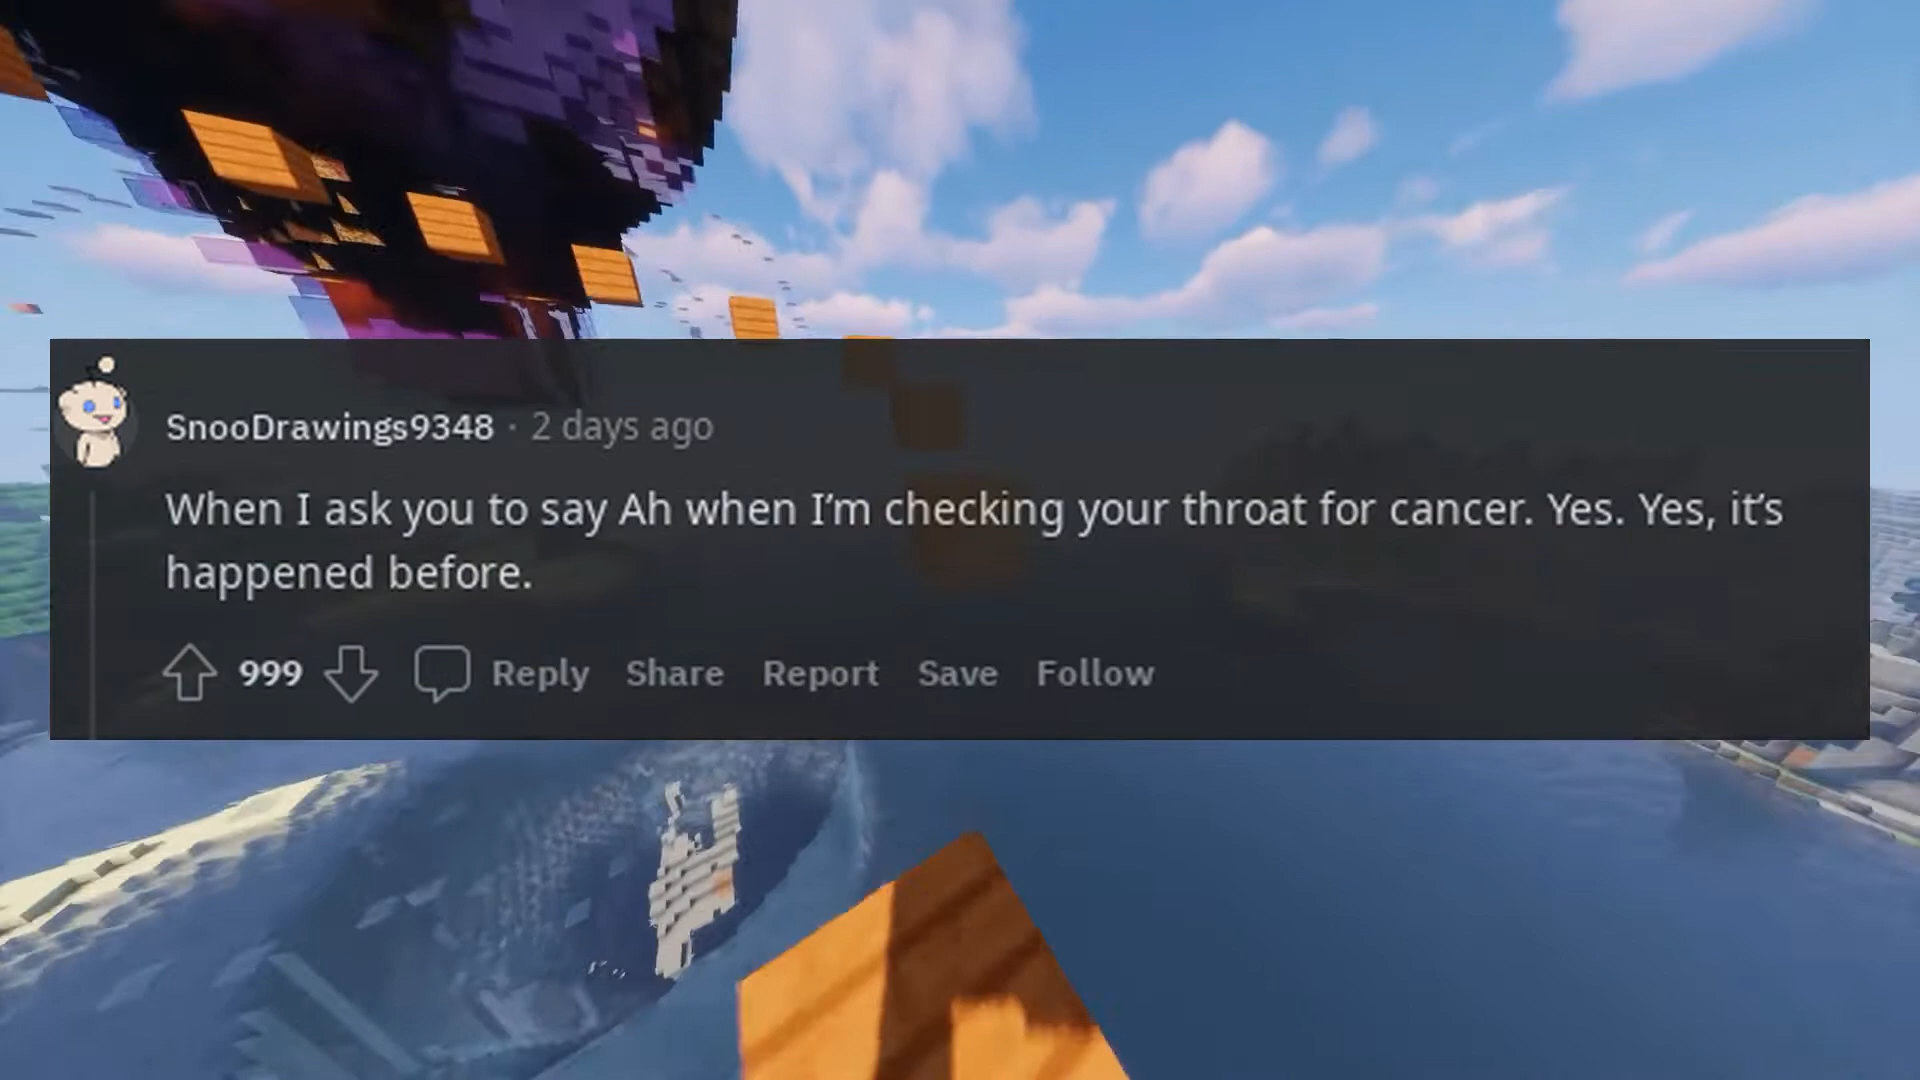 SnooDrawings9348 · 2 days ago
When I ask you to say Ah when I’m checking your throat for cancer. Yes. Yes, it’s
happened before.
999 Reply Share Report Save Follow